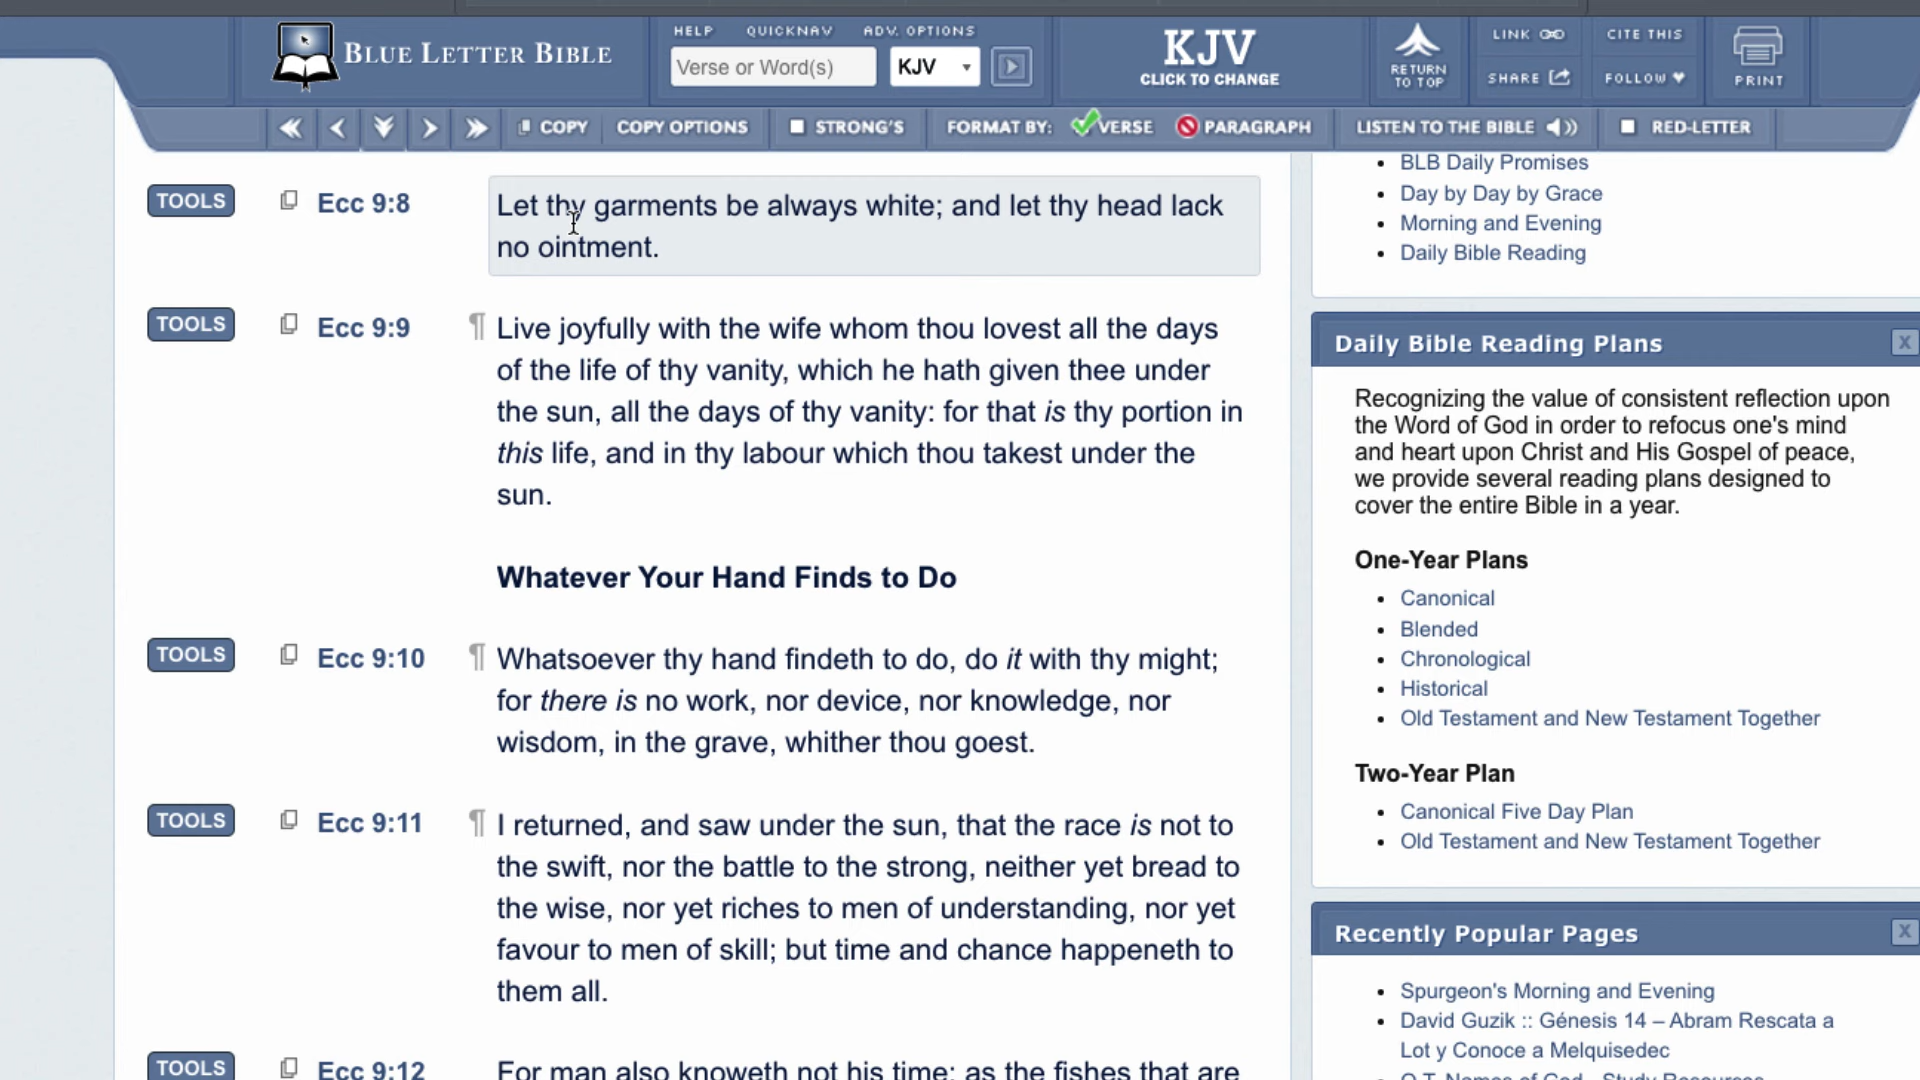 BLUE LETTER BIBLE
HELP QUICKNAV ADV. OPTIONS
Verse or Word(s) KJV
KJV
CLICK TO CHANGE
RETURN
TO TOP
LINK
SHARE
CITE THIS
FOLLOW
PRINT
COPY COPY OPTIONS STRONG'S FORMAT BY: VERSE PARAGRAPH LISTEN TO THE BIBLE RED-LETTER
TOOLS Ecc 9:8 Let thy garments be always white; and let thy head lack
no ointment.
TOOLS Ecc 9:9 ¶ Live joyfully with the wife whom thou lovest all the days
of the life of thy vanity, which he hath given thee under
the sun, all the days of thy vanity: for that is thy portion in
this life, and in thy labour which thou takest under the
sun.
Whatever Your Hand Finds to Do
TOOLS Ecc 9:10 ¶ Whatsoever thy hand findeth to do, do it with thy might;
for there is no work, nor device, nor knowledge, nor
wisdom, in the grave, whither thou goest.
TOOLS Ecc 9:11 ¶ I returned, and saw under the sun, that the race is not to
the swift, nor the battle to the strong, neither yet bread to
the wise, nor yet riches to men of understanding, nor yet
favour to men of skill; but time and chance happeneth to
them all.
TOOLS Ecc 9:12 For man also knoweth not his time: as the fishes that are
• BLB Daily Promises
• Day by Day by Grace
• Morning and Evening
• Daily Bible Reading
Daily Bible Reading Plans X
Recognizing the value of consistent reflection upon
the Word of God in order to refocus one's mind
and heart upon Christ and His Gospel of peace,
we provide several reading plans designed to
cover the entire Bible in a year.
One-Year Plans
• Canonical
• Blended
• Chronological
• Historical
• Old Testament and New Testament Together
Two-Year Plan
• Canonical Five Day Plan
• Old Testament and New Testament Together
Recently Popular Pages X
• Spurgeon's Morning and Evening
• David Guzik :: Génesis 14 – Abram Rescata a
Lot y Conoce a Melquisedec
• O.T. Names of God - Study Resources